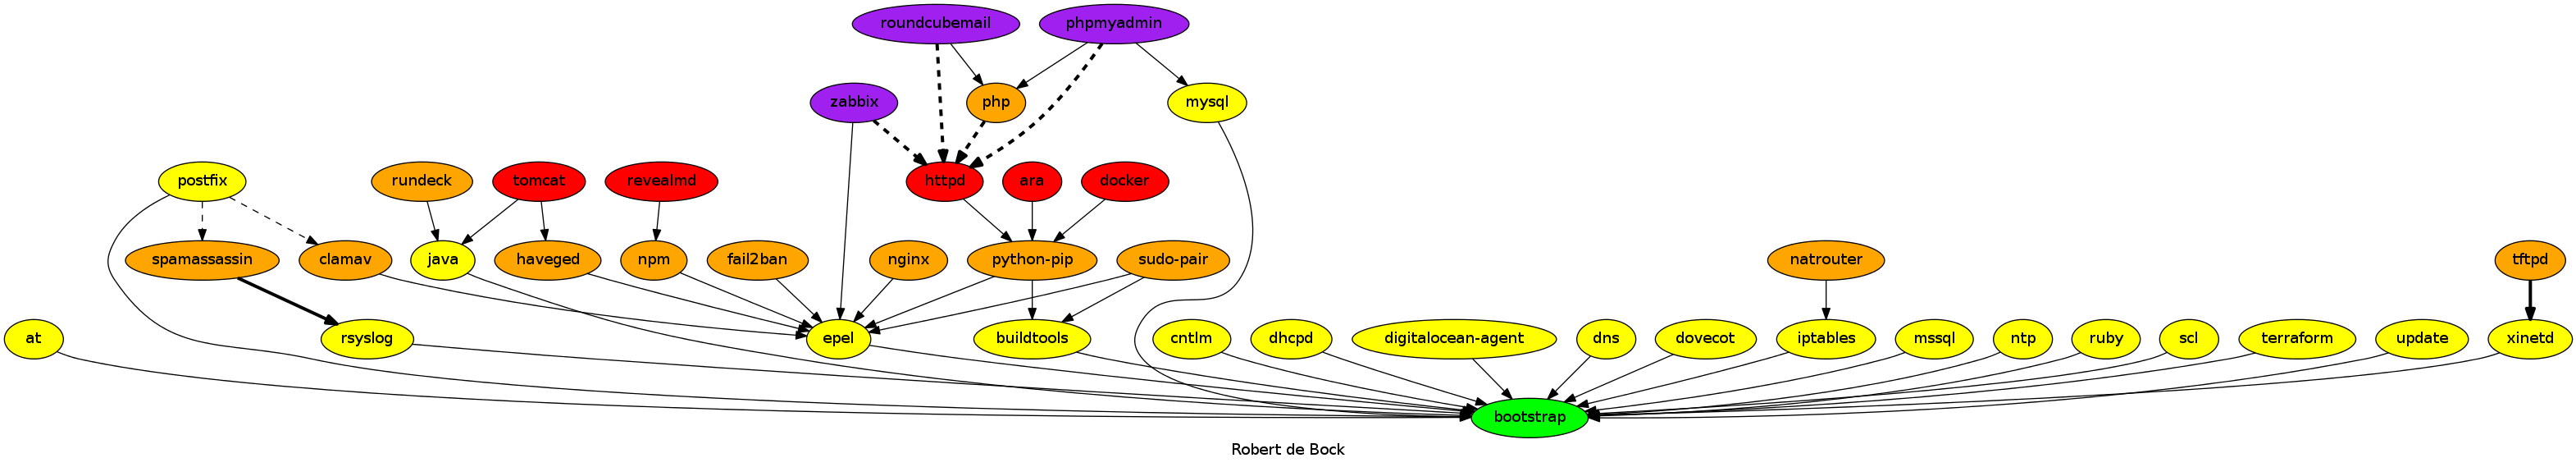 roundcubemail
phpmyadmin
zabbix
php
mysql
postfix
rundeck
tomcat
revealmd
httpd
ara
docker
spamassassin
clamav
java
haveged
npm
fail2ban
nginx
python-pip
sudo-pair
natrouter
tftpd
at
rsyslog
epel
buildtools
cntlm
dhcpd
digitalocean-agent
dns
dovecot
iptables
mssql
ntp
ruby
scl
terraform
update
xinetd
bootstrap
Robert de Bock